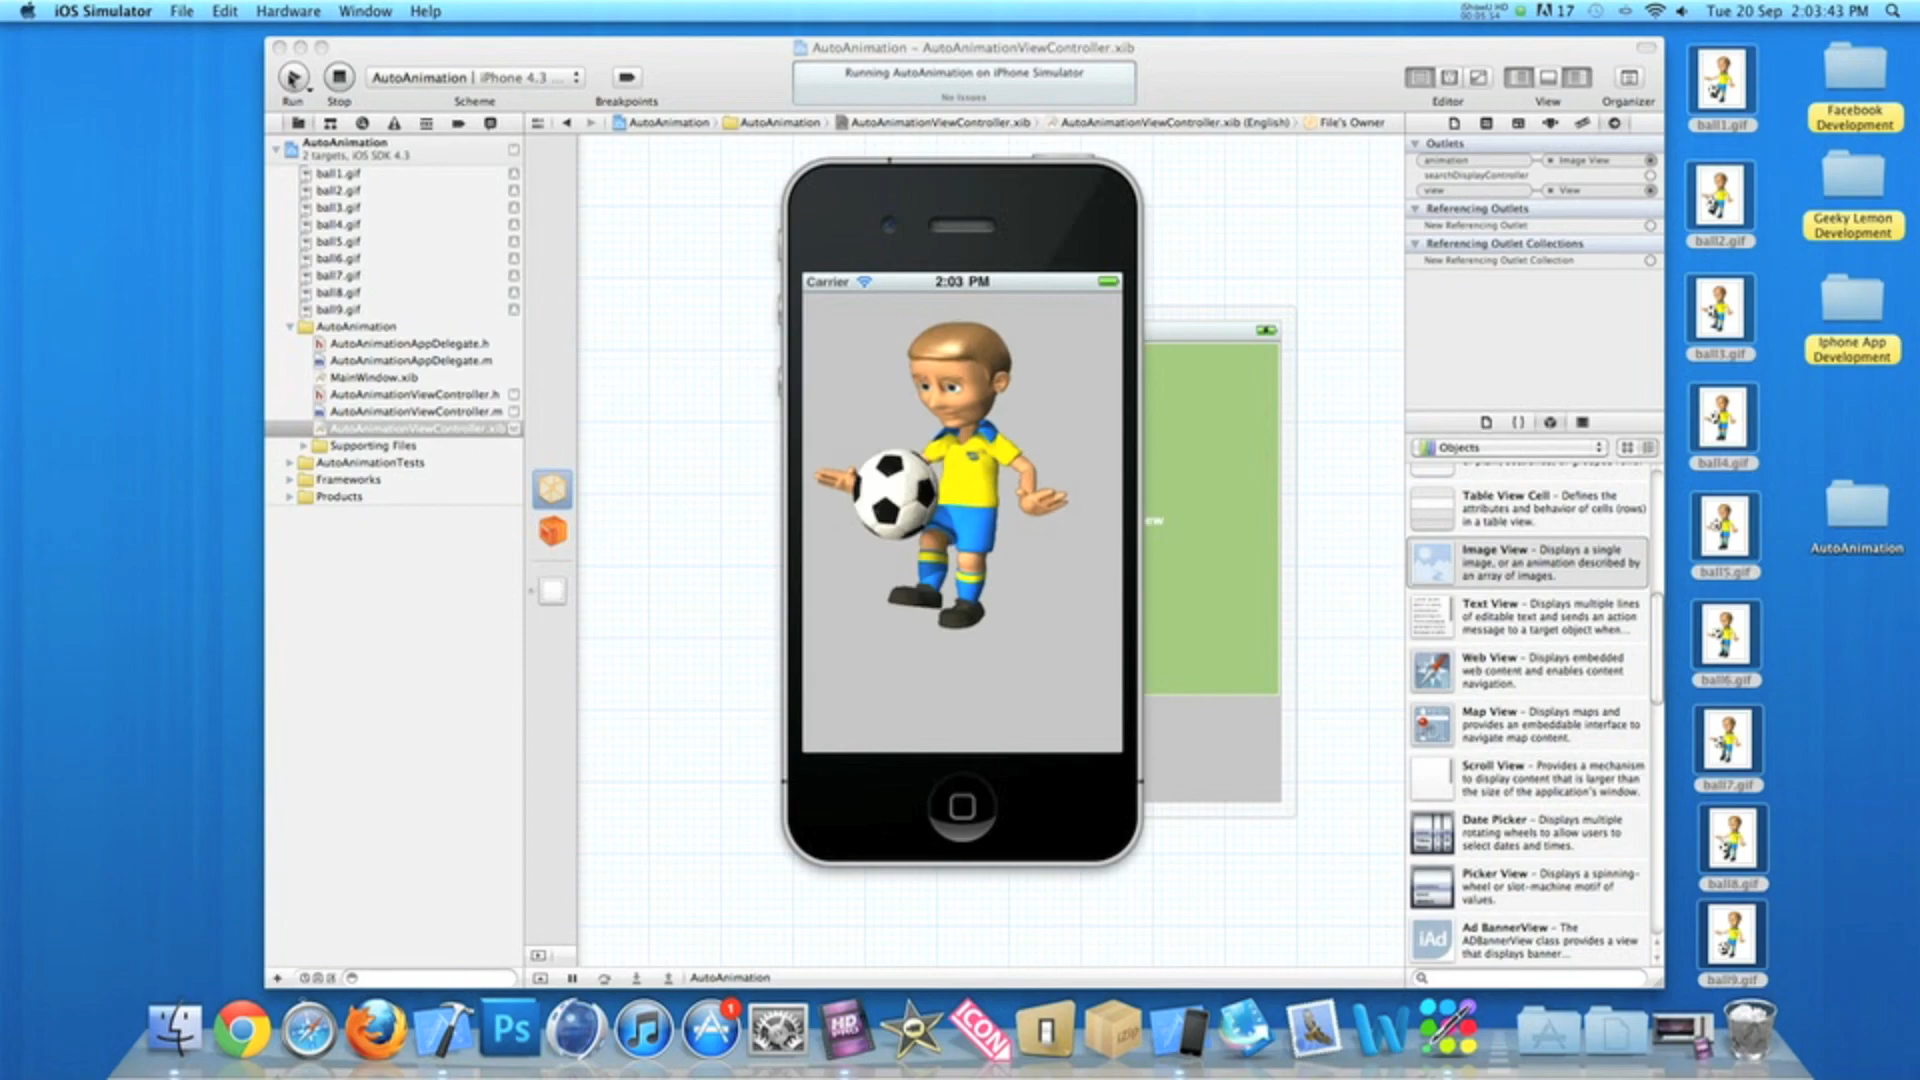 iOS Simulator File Edit Hardware Window Help
17 Tue 20 Sep 2:03:43 PM
AutoAnimation – AutoAnimationViewController.xib
AutoAnimation | iPhone 4.3 ...
Running AutoAnimation on iPhone Simulator
No Issues
Run Stop Scheme Breakpoints Editor View Organizer
AutoAnimation AutoAnimation AutoAnimationViewController.xib AutoAnimationViewController.xib (English) File's Owner
AutoAnimation
2 targets, iOS SDK 4.3
ball1.gif
ball2.gif
ball3.gif
ball4.gif
ball5.gif
ball6.gif
ball7.gif
ball8.gif
ball9.gif
AutoAnimation
AutoAnimationAppDelegate.h
AutoAnimationAppDelegate.m
MainWindow.xib
AutoAnimationViewController.h
AutoAnimationViewController.m
AutoAnimationViewController.xib
Supporting Files
AutoAnimationTests
Frameworks
Products
Carrier 2:03 PM
ew
AutoAnimation
Outlets
animation Image View
searchDisplayController
view View
Referencing Outlets
New Referencing Outlet
Referencing Outlet Collections
New Referencing Outlet Collection
Objects
Table View Cell – Defines the
attributes and behavior of cells (rows)
in a table view.
Image View – Displays a single
image, or an animation described by
an array of images.
Text View – Displays multiple lines
of editable text and sends an action
message to a target object when...
Web View – Displays embedded
web content and enables content
navigation.
Map View – Displays maps and
provides an embeddable interface to
navigate map content.
Scroll View – Provides a mechanism
to display content that is larger than
the size of the application's window.
Date Picker – Displays multiple
rotating wheels to allow users to
select dates and times.
Picker View – Displays a spinning-
wheel or slot-machine motif of
values.
iAd
Ad BannerView – The
ADBannerView class provides a view
that displays banner...
ball1.gif
ball2.gif
ball3.gif
ball4.gif
ball5.gif
ball6.gif
ball7.gif
ball8.gif
ball9.gif
Facebook
Development
Geeky Lemon
Development
Iphone App
Development
AutoAnimation
Ps
1
HD
ICON
iZip